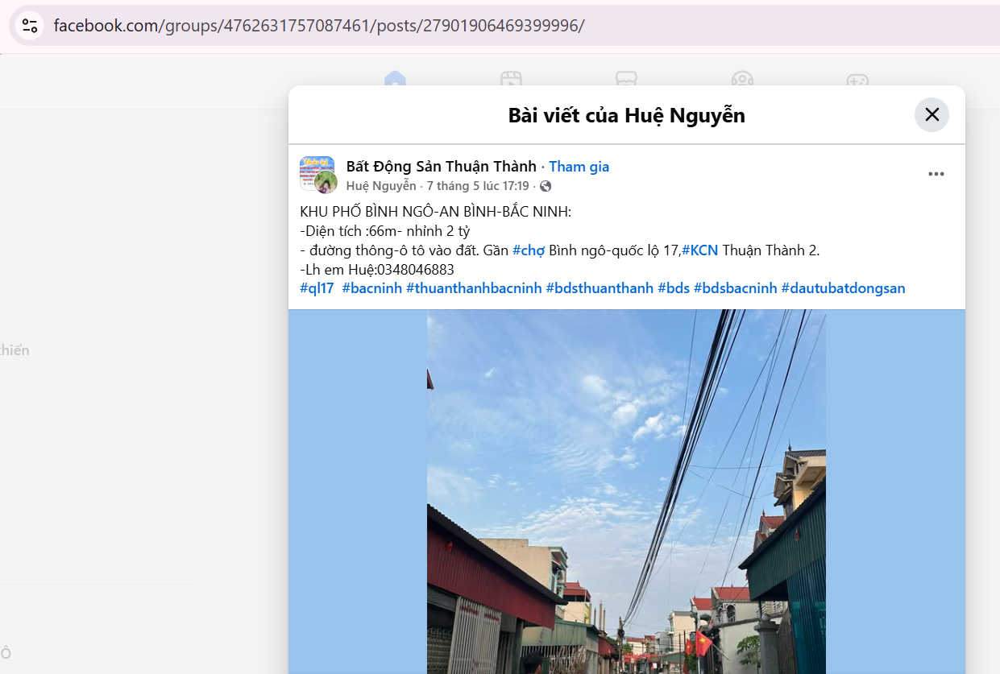 facebook.com/groups/4762631757087461/posts/27901906469399996/
Bài viết của Huệ Nguyễn
Bất Động Sản Thuận Thành · Tham gia
Huệ Nguyễn · 7 tháng 5 lúc 17:19 ·
KHU PHỐ BÌNH NGÔ-AN BÌNH-BẮC NINH:
-Diện tích :66m- nhỉnh 2 tỷ
- đường thông-ô tô vào đất. Gần #chợ Bình ngô-quốc lộ 17,#KCN Thuận Thành 2.
-Lh em Huệ:0348046883
#ql17 #bacninh #thuanthanhbacninh #bdsthuanthanh #bds #bdsbacninh #dautubatdongsan